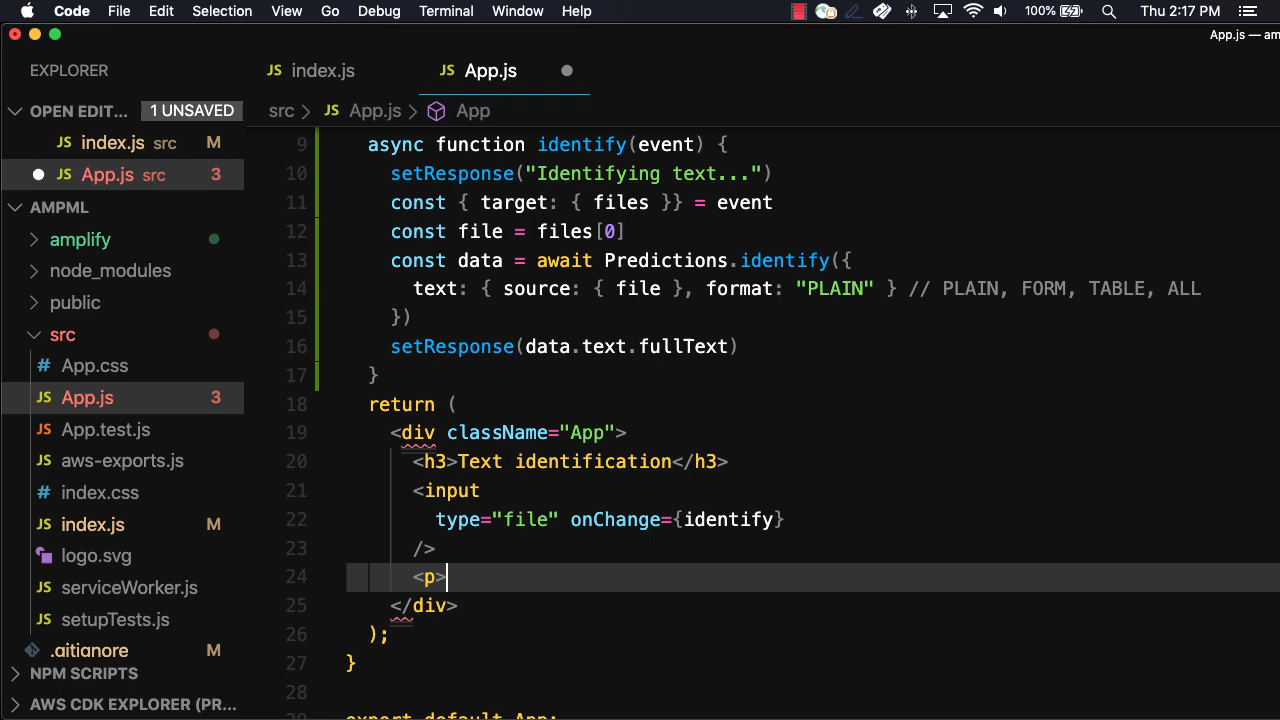 Code File Edit Selection View Go Debug Terminal Window Help 100% Thu 2:17 PM
App.js — am
EXPLORER
JS index.js
JS App.js
OPEN EDIT... 1 UNSAVED
JS index.js src M
JS App.js src 3
AMPML
amplify
node_modules
public
src
# App.css
JS App.js 3
JS App.test.js
JS aws-exports.js
# index.css
JS index.js M
logo.svg
JS serviceWorker.js
JS setupTests.js
.gitignore M
NPM SCRIPTS
AWS CDK EXPLORER (PR...
src > JS App.js > App
9 async function identify(event) {
10 setResponse("Identifying text...")
11 const { target: { files }} = event
12 const file = files[0]
13 const data = await Predictions.identify({
14 text: { source: { file }, format: "PLAIN" } // PLAIN, FORM, TABLE, ALL
15 })
16 setResponse(data.text.fullText)
17 }
18 return (
19 <div className="App">
20 <h3>Text identification</h3>
21 <input
22 type="file" onChange={identify}
23 />
24 <p>
25 </div>
26 );
27 }
28
29 export default App;